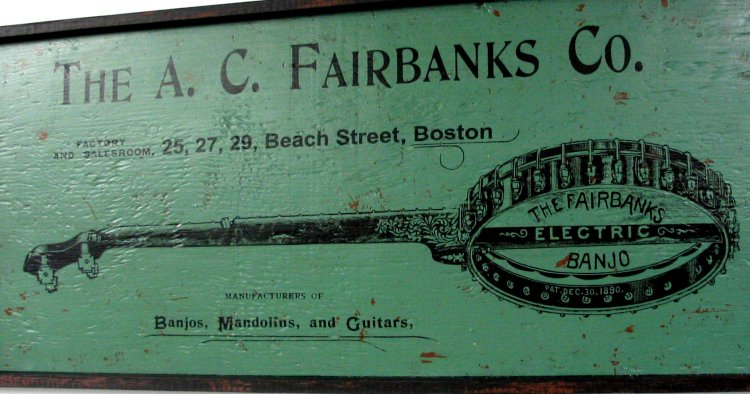 THE A. C. FAIRBANKS CO.
FACTORY
AND SALESROOM, 25, 27, 29, Beach Street, Boston
THE FAIRBANKS
ELECTRIC
BANJO
PAT. DEC. 30. 1890.
MANUFACTURERS OF
Banjos, Mandolins, and Guitars,